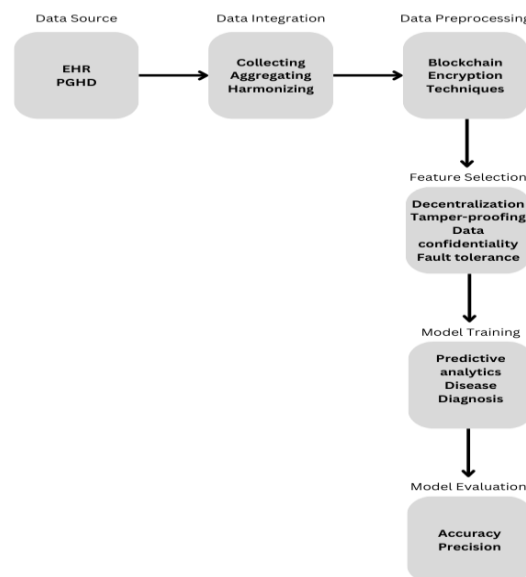 Data Source
EHR
PGHD
Data Integration
Collecting
Aggregating
Harmonizing
Data Preprocessing
Blockchain
Encryption
Techniques
Feature Selection
Decentralization
Tamper-proofing
Data
confidentiality
Fault tolerance
Model Training
Predictive
analytics
Disease
Diagnosis
Model Evaluation
Accuracy
Precision